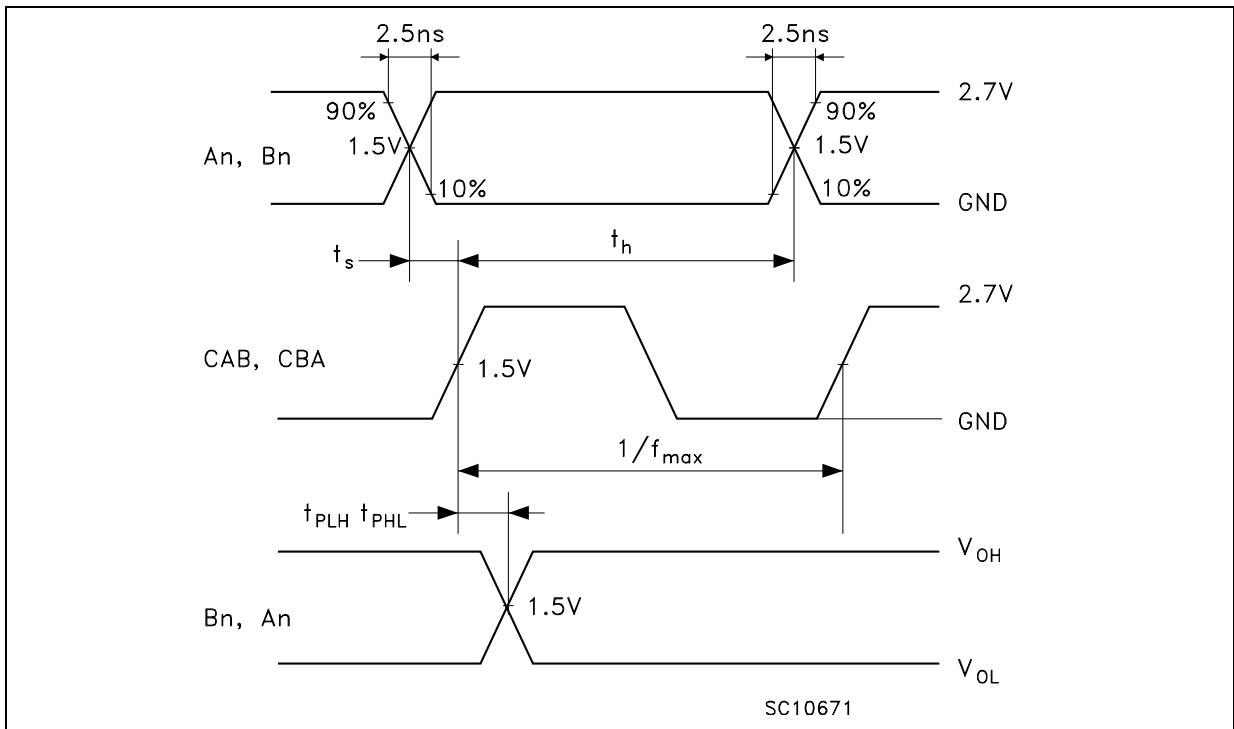 2.5ns 2.5ns
2.7V
90% 90%
1.5V 1.5V
An, Bn
10% 10%
GND
ts th
2.7V
CAB, CBA
1.5V
GND
1/fmax
tPLH tPHL
VOH
Bn, An
1.5V
VOL
SC10671